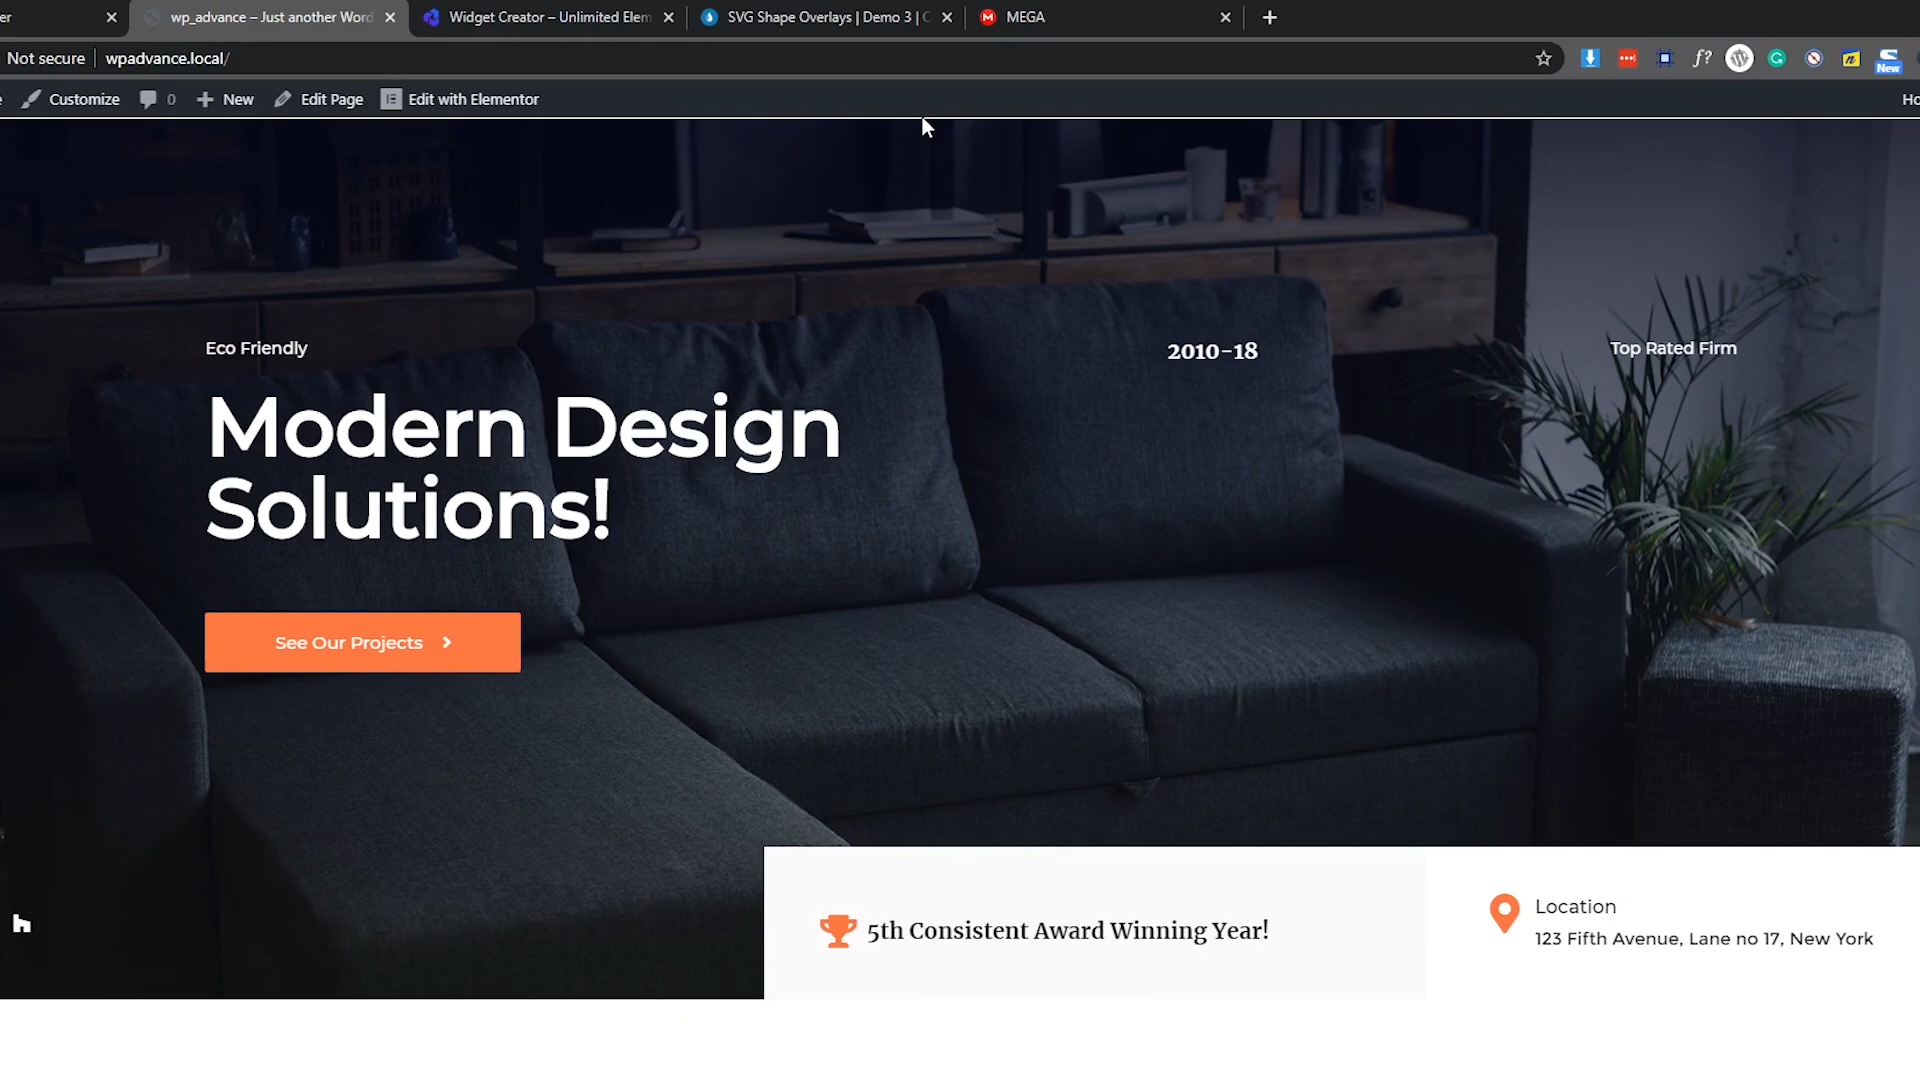 er
wp_advance – Just another Word
Widget Creator – Unlimited Elem
SVG Shape Overlays | Demo 3 | C
MEGA
Not secure
wpadvance.local/
f?
New
Customize
0
New
Edit Page
Edit with Elementor
Ho
Eco Friendly
2010-18
Top Rated Firm
Modern Design
Solutions!
See Our Projects
5th Consistent Award Winning Year!
Location
123 Fifth Avenue, Lane no 17, New York